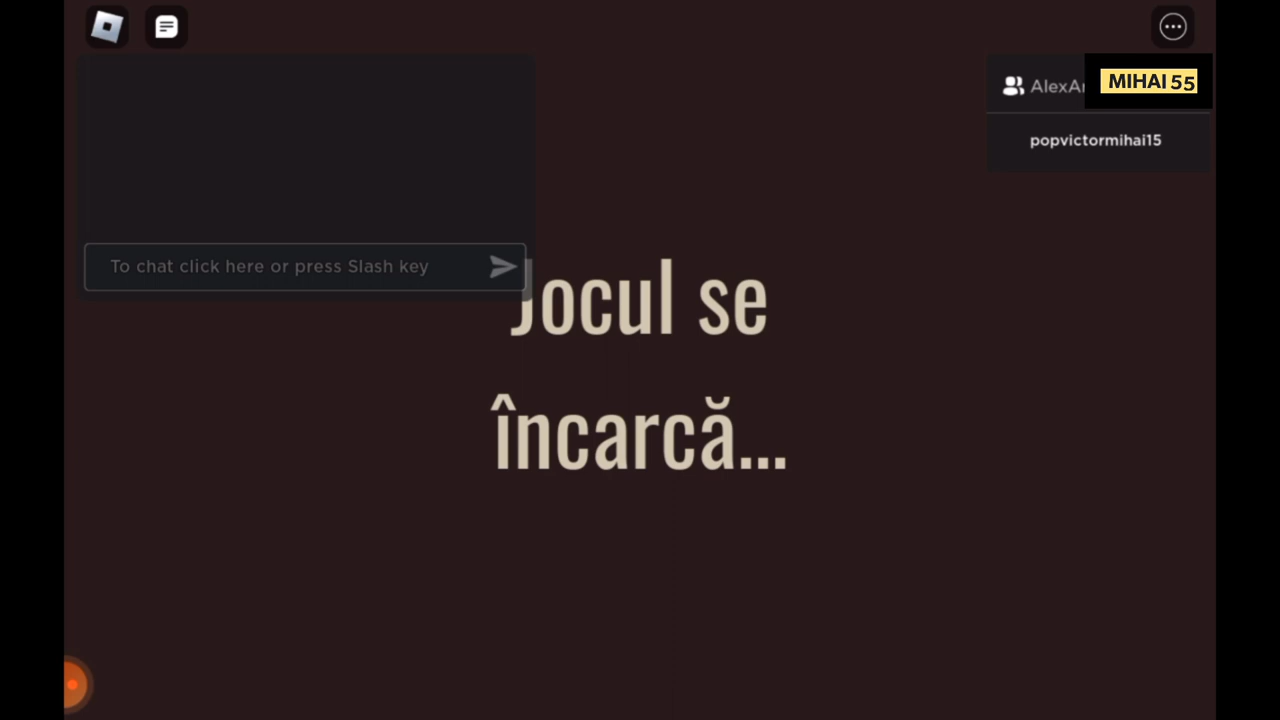 MIHAI 55
popvictormihai15
To chat click here or press Slash key
Jocul se
încarcă...